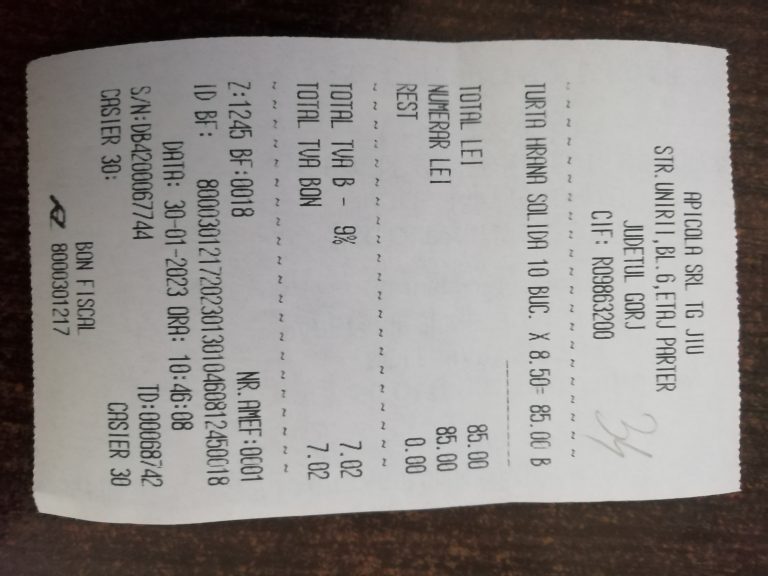 APICOLA SRL TG JIU
STR.UNIRII,BL.6,ETAJ PARTER
JUDETUL GORJ
CIF: RO9863200
34
~ ~ ~ ~ ~ ~ ~ ~ ~ ~ ~ ~ ~ ~ ~ ~
TURTA HRANA SOLIDA 10 BUC. X 8.50= 85.00 B
--------------
TOTAL LEI 85.00
NUMERAR LEI 85.00
REST 0.00
~ ~ ~ ~ ~ ~ ~ ~ ~ ~ ~ ~ ~ ~ ~ ~
TOTAL TVA B - 9% 7.02
TOTAL TVA BON 7.02
~ ~ ~ ~ ~ ~ ~ ~ ~ ~ ~ ~ ~ ~ ~ ~
Z:1245 BF:0018 NR.AMEF:0001
ID BF: 80003012172023013010460812450018
DATA: 30-01-2023 ORA: 10:46:08
S/N:DB4200067744 TD:00068742
CASIER 30: CASIER 30
BON FISCAL
8000301217